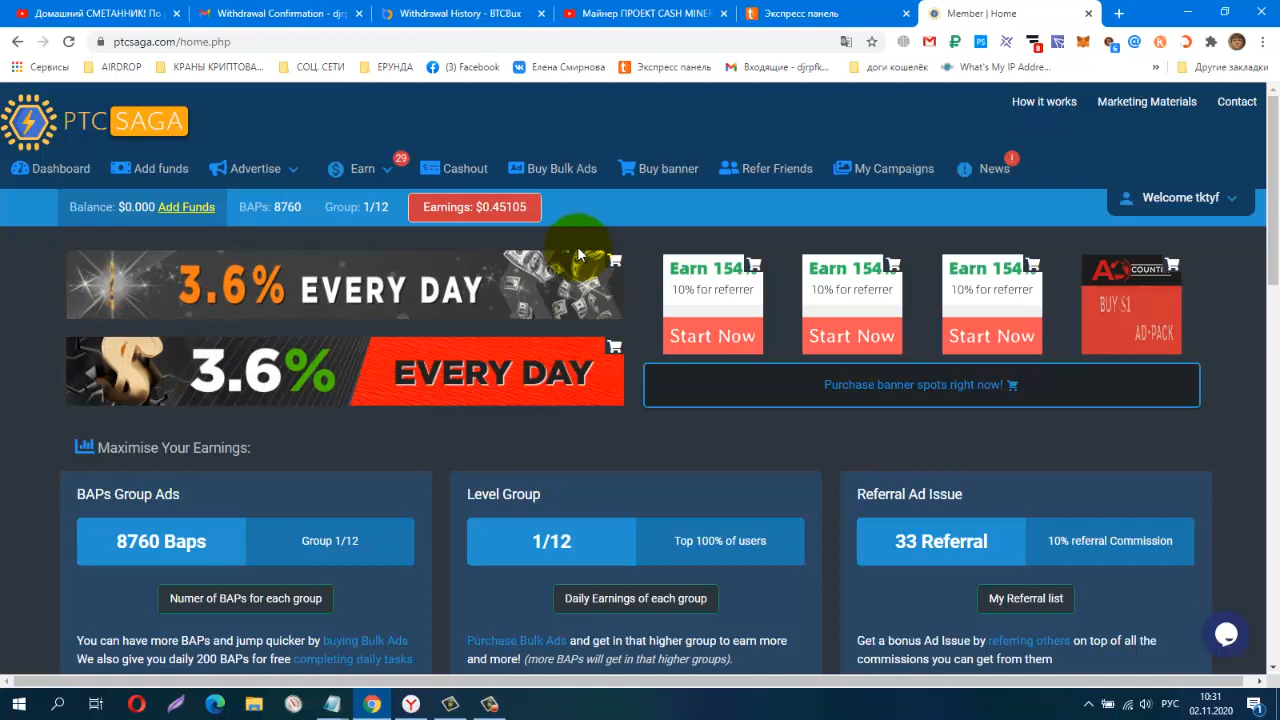 Домашний СМЕТАННИК! По р
Withdrawal Confirmation - djrp
Withdrawal History - BTCBux
Майнер ПРОЕКТ CASH MINER
Экспресс панель
Member | Home
ptcsaga.com/home.php
8
6
Сервисы
AIRDROP
КРАНЫ КРИПТОВА...
СОЦ. СЕТИ
ЕРУНДА
(3) Facebook
Елена Смирнова
Экспресс панель
Входящие - djrpfk...
доги кошелёк
What's My IP Addre...
»
Другие закладки
PTC SAGA
How it works
Marketing Materials
Contact
Dashboard
Add funds
Advertise
Earn
29
Cashout
Buy Bulk Ads
Buy banner
Refer Friends
My Campaigns
News
!
Balance: $0.000 Add Funds
BAPs: 8760
Group: 1/12
Earnings: $0.45105
Welcome tktyf
3.6% EVERY DAY
3.6% EVERY DAY
Earn 154%
10% for referrer
Start Now
Earn 154%
10% for referrer
Start Now
Earn 154%
10% for referrer
Start Now
COUNTI
BUY $1
AD-PACK
Purchase banner spots right now!
Maximise Your Earnings:
BAPs Group Ads
8760 Baps
Group 1/12
Numer of BAPs for each group
You can have more BAPs and jump quicker by buying Bulk Ads
We also give you daily 200 BAPs for free completing daily tasks
Level Group
1/12
Top 100% of users
Daily Earnings of each group
Purchase Bulk Ads and get in that higher group to earn more
and more! (more BAPs will get in that higher groups).
Referral Ad Issue
33 Referral
10% referral Commission
My Referral list
Get a bonus Ad Issue by referring others on top of all the
commissions you can get from them
РУС
10:31
02.11.2020
1